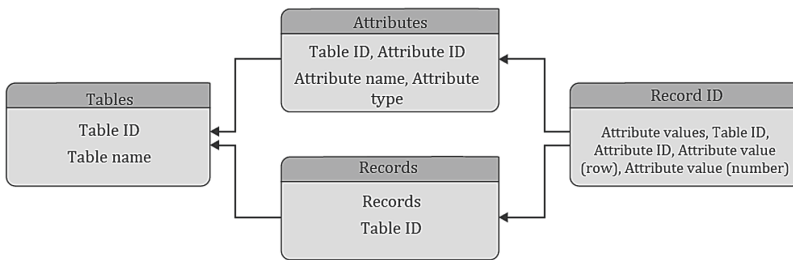 Attributes
Table ID, Attribute ID
Attribute name, Attribute
type
Tables
Table ID
Table name
Record ID
Attribute values, Table ID,
Attribute ID, Attribute value
(row), Attribute value (number)
Records
Records
Table ID